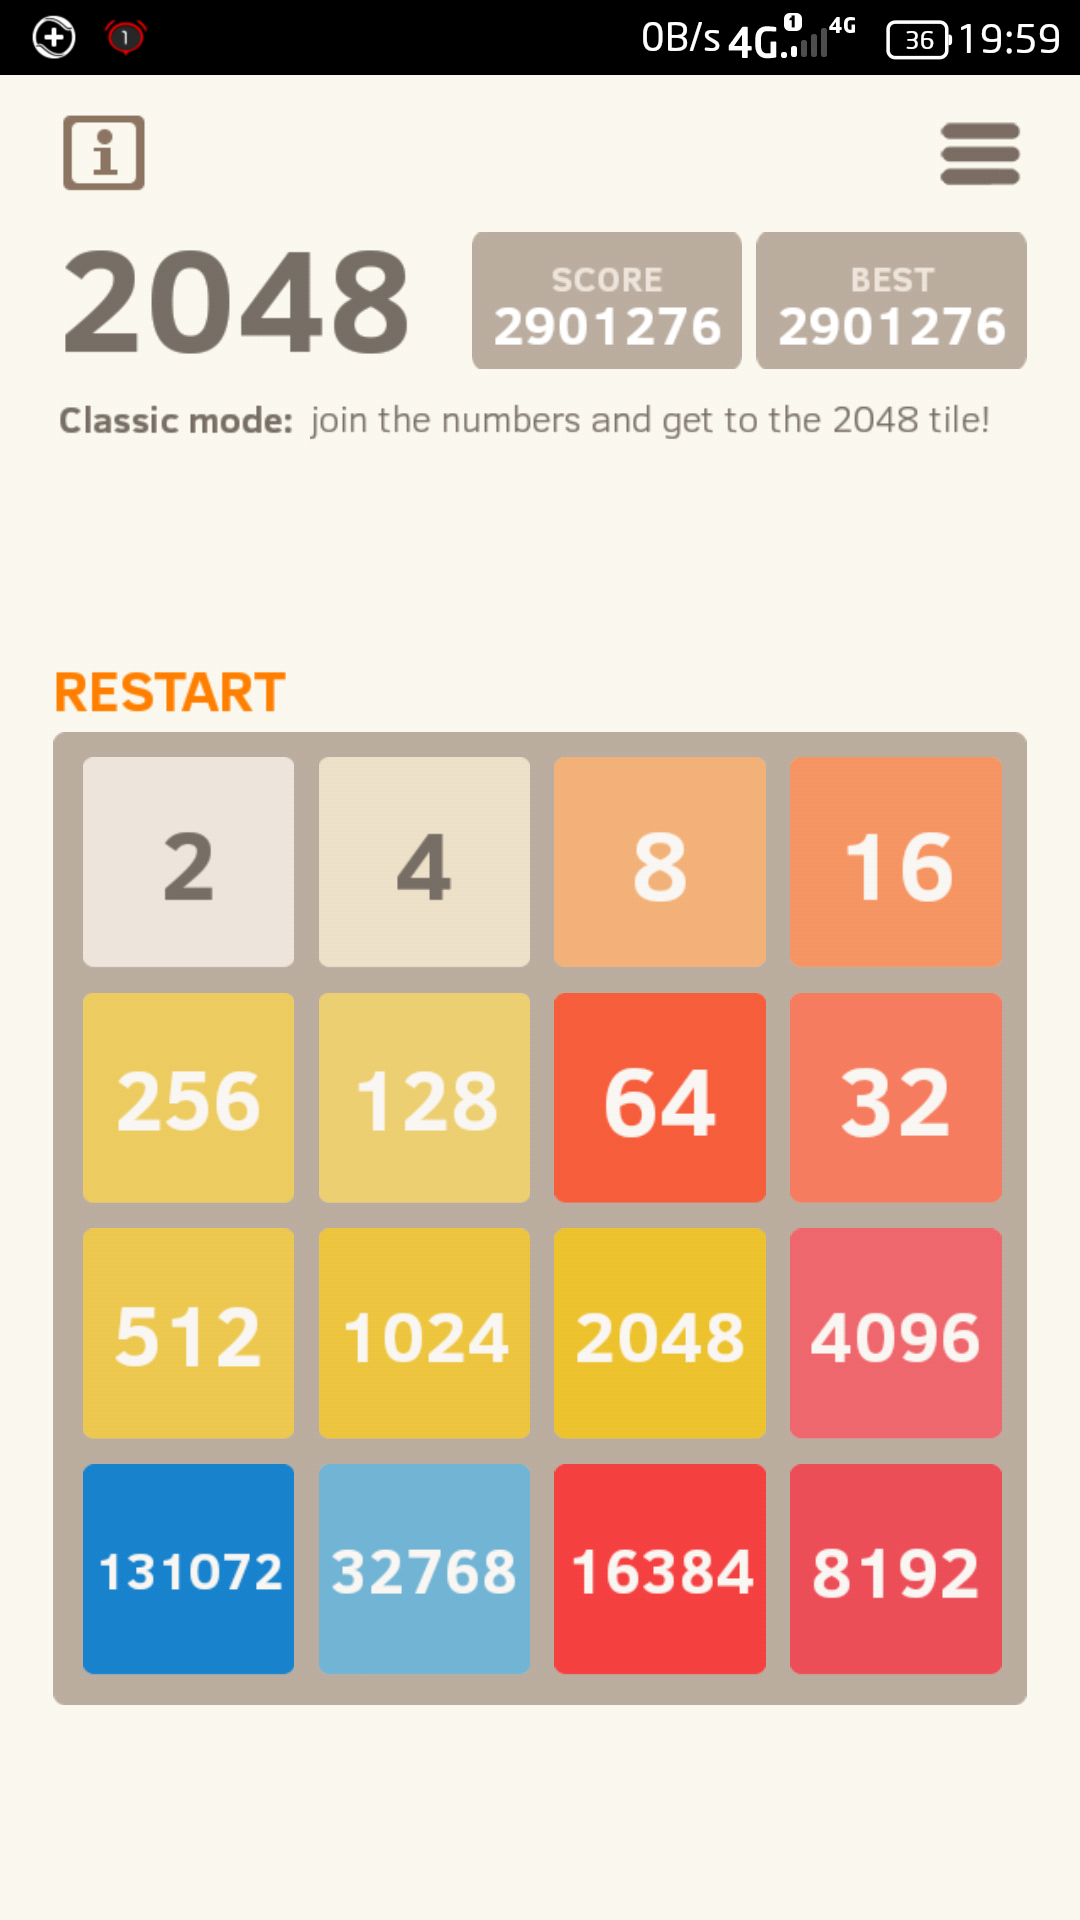 0B/s 4G 1 4G 36 19:59
2048
SCORE
2901276
BEST
2901276
Classic mode: join the numbers and get to the 2048 tile!
RESTART
2 4 8 16
256 128 64 32
512 1024 2048 4096
131072 32768 16384 8192